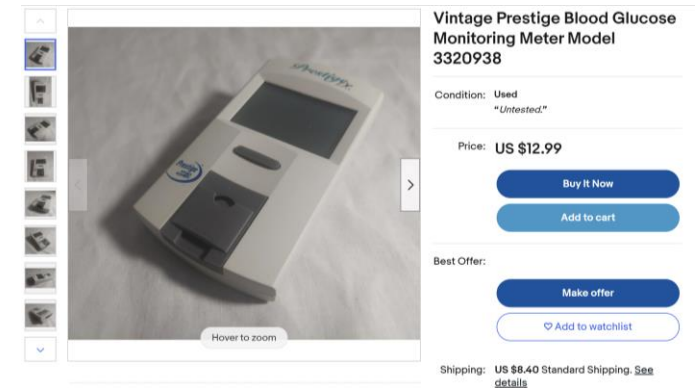 Vintage Prestige Blood Glucose
Monitoring Meter Model
3320938
Condition: Used
"Untested."
Price: US $12.99
Buy It Now
Add to cart
Best Offer:
Make offer
Add to watchlist
Shipping: US $8.40 Standard Shipping. See
details
Prestige
Hover to zoom